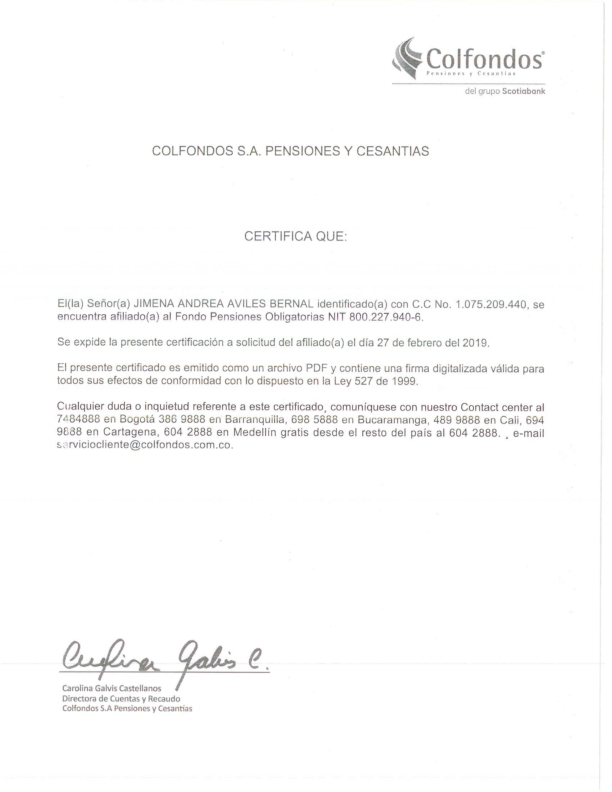 Colfondos
Pensiones y Cesantías
del grupo Scotiabank
COLFONDOS S.A. PENSIONES Y CESANTIAS
CERTIFICA QUE:
El(la) Señor(a) JIMENA ANDREA AVILES BERNAL identificado(a) con C.C No. 1.075.209.440, se
encuentra afiliado(a) al Fondo Pensiones Obligatorias NIT 800.227.940-6.
Se expide la presente certificación a solicitud del afiliado(a) el día 27 de febrero del 2019.
El presente certificado es emitido como un archivo PDF y contiene una firma digitalizada válida para
todos sus efectos de conformidad con lo dispuesto en la Ley 527 de 1999.
Cualquier duda o inquietud referente a este certificado, comuníquese con nuestro Contact center al
7484888 en Bogotá 386 9888 en Barranquilla, 698 5888 en Bucaramanga, 489 9888 en Cali, 694
9888 en Cartagena, 604 2888 en Medellín gratis desde el resto del país al 604 2888. , e-mail
serviciocliente@colfondos.com.co.
Carolina Galvis C.
Carolina Galvis Castellanos
Directora de Cuentas y Recaudo
Colfondos S.A Pensiones y Cesantías